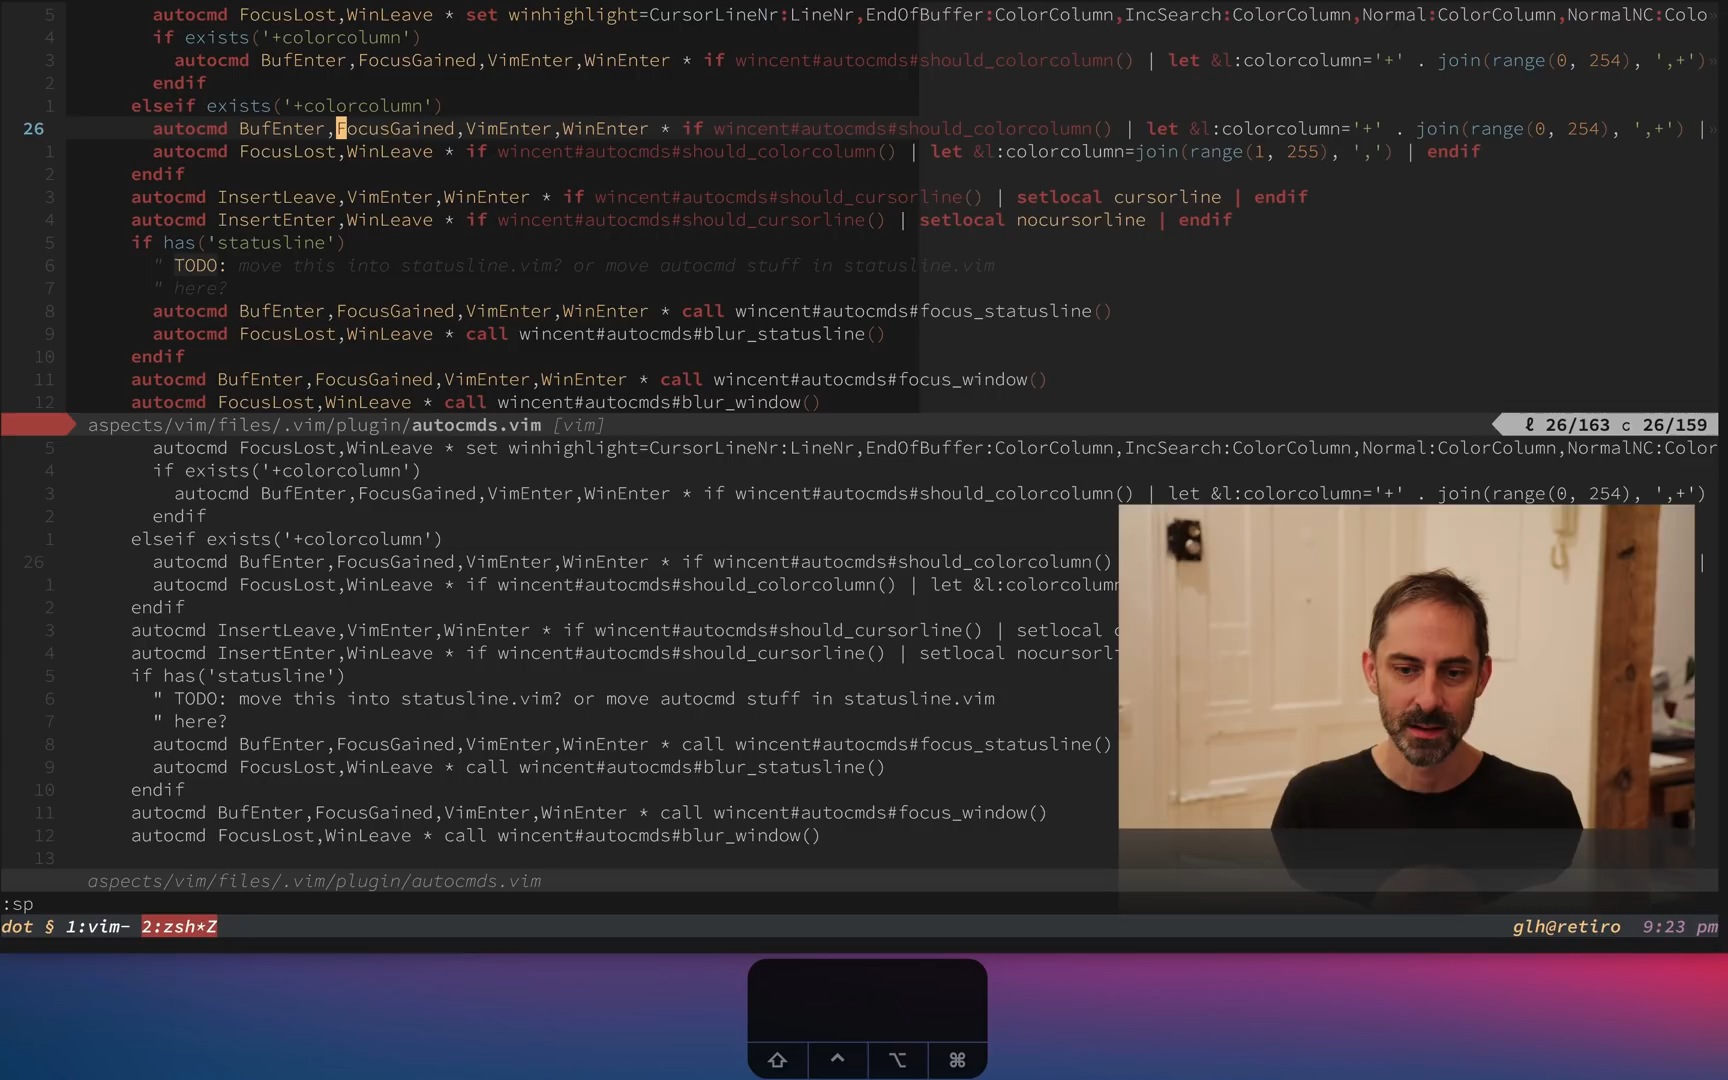 5 autocmd FocusLost,WinLeave * set winhighlight=CursorLineNr:LineNr,EndOfBuffer:ColorColumn,IncSearch:ColorColumn,Normal:ColorColumn,NormalNC:Colo»
4 if exists('+colorcolumn')
3 autocmd BufEnter,FocusGained,VimEnter,WinEnter * if wincent#autocmds#should_colorcolumn() | let &l:colorcolumn='+' . join(range(0, 254), ',+')»
2 endif
1 elseif exists('+colorcolumn')
26 autocmd BufEnter,FocusGained,VimEnter,WinEnter * if wincent#autocmds#should_colorcolumn() | let &l:colorcolumn='+' . join(range(0, 254), ',+') |»
1 autocmd FocusLost,WinLeave * if wincent#autocmds#should_colorcolumn() | let &l:colorcolumn=join(range(1, 255), ',') | endif
2 endif
3 autocmd InsertLeave,VimEnter,WinEnter * if wincent#autocmds#should_cursorline() | setlocal cursorline | endif
4 autocmd InsertEnter,WinLeave * if wincent#autocmds#should_cursorline() | setlocal nocursorline | endif
5 if has('statusline')
6 " TODO: move this into statusline.vim? or move autocmd stuff in statusline.vim
7 " here?
8 autocmd BufEnter,FocusGained,VimEnter,WinEnter * call wincent#autocmds#focus_statusline()
9 autocmd FocusLost,WinLeave * call wincent#autocmds#blur_statusline()
10 endif
11 autocmd BufEnter,FocusGained,VimEnter,WinEnter * call wincent#autocmds#focus_window()
12 autocmd FocusLost,WinLeave * call wincent#autocmds#blur_window()
aspects/vim/files/.vim/plugin/autocmds.vim [vim] ℓ 26/163 c 26/159
5 autocmd FocusLost,WinLeave * set winhighlight=CursorLineNr:LineNr,EndOfBuffer:ColorColumn,IncSearch:ColorColumn,Normal:ColorColumn,NormalNC:Color
4 if exists('+colorcolumn')
3 autocmd BufEnter,FocusGained,VimEnter,WinEnter * if wincent#autocmds#should_colorcolumn() | let &l:colorcolumn='+' . join(range(0, 254), ',+')
2 endif
1 elseif exists('+colorcolumn')
26 autocmd BufEnter,FocusGained,VimEnter,WinEnter * if wincent#autocmds#should_colorcolumn() |
1 autocmd FocusLost,WinLeave * if wincent#autocmds#should_colorcolumn() | let &l:colorcolumn
2 endif
3 autocmd InsertLeave,VimEnter,WinEnter * if wincent#autocmds#should_cursorline() | setlocal
4 autocmd InsertEnter,WinLeave * if wincent#autocmds#should_cursorline() | setlocal nocursorli
5 if has('statusline')
6 " TODO: move this into statusline.vim? or move autocmd stuff in statusline.vim
7 " here?
8 autocmd BufEnter,FocusGained,VimEnter,WinEnter * call wincent#autocmds#focus_statusline()
9 autocmd FocusLost,WinLeave * call wincent#autocmds#blur_statusline()
10 endif
11 autocmd BufEnter,FocusGained,VimEnter,WinEnter * call wincent#autocmds#focus_window()
12 autocmd FocusLost,WinLeave * call wincent#autocmds#blur_window()
13
aspects/vim/files/.vim/plugin/autocmds.vim
:sp
dot § 1:vim- 2:zsh*Z glh@retiro 9:23 pm